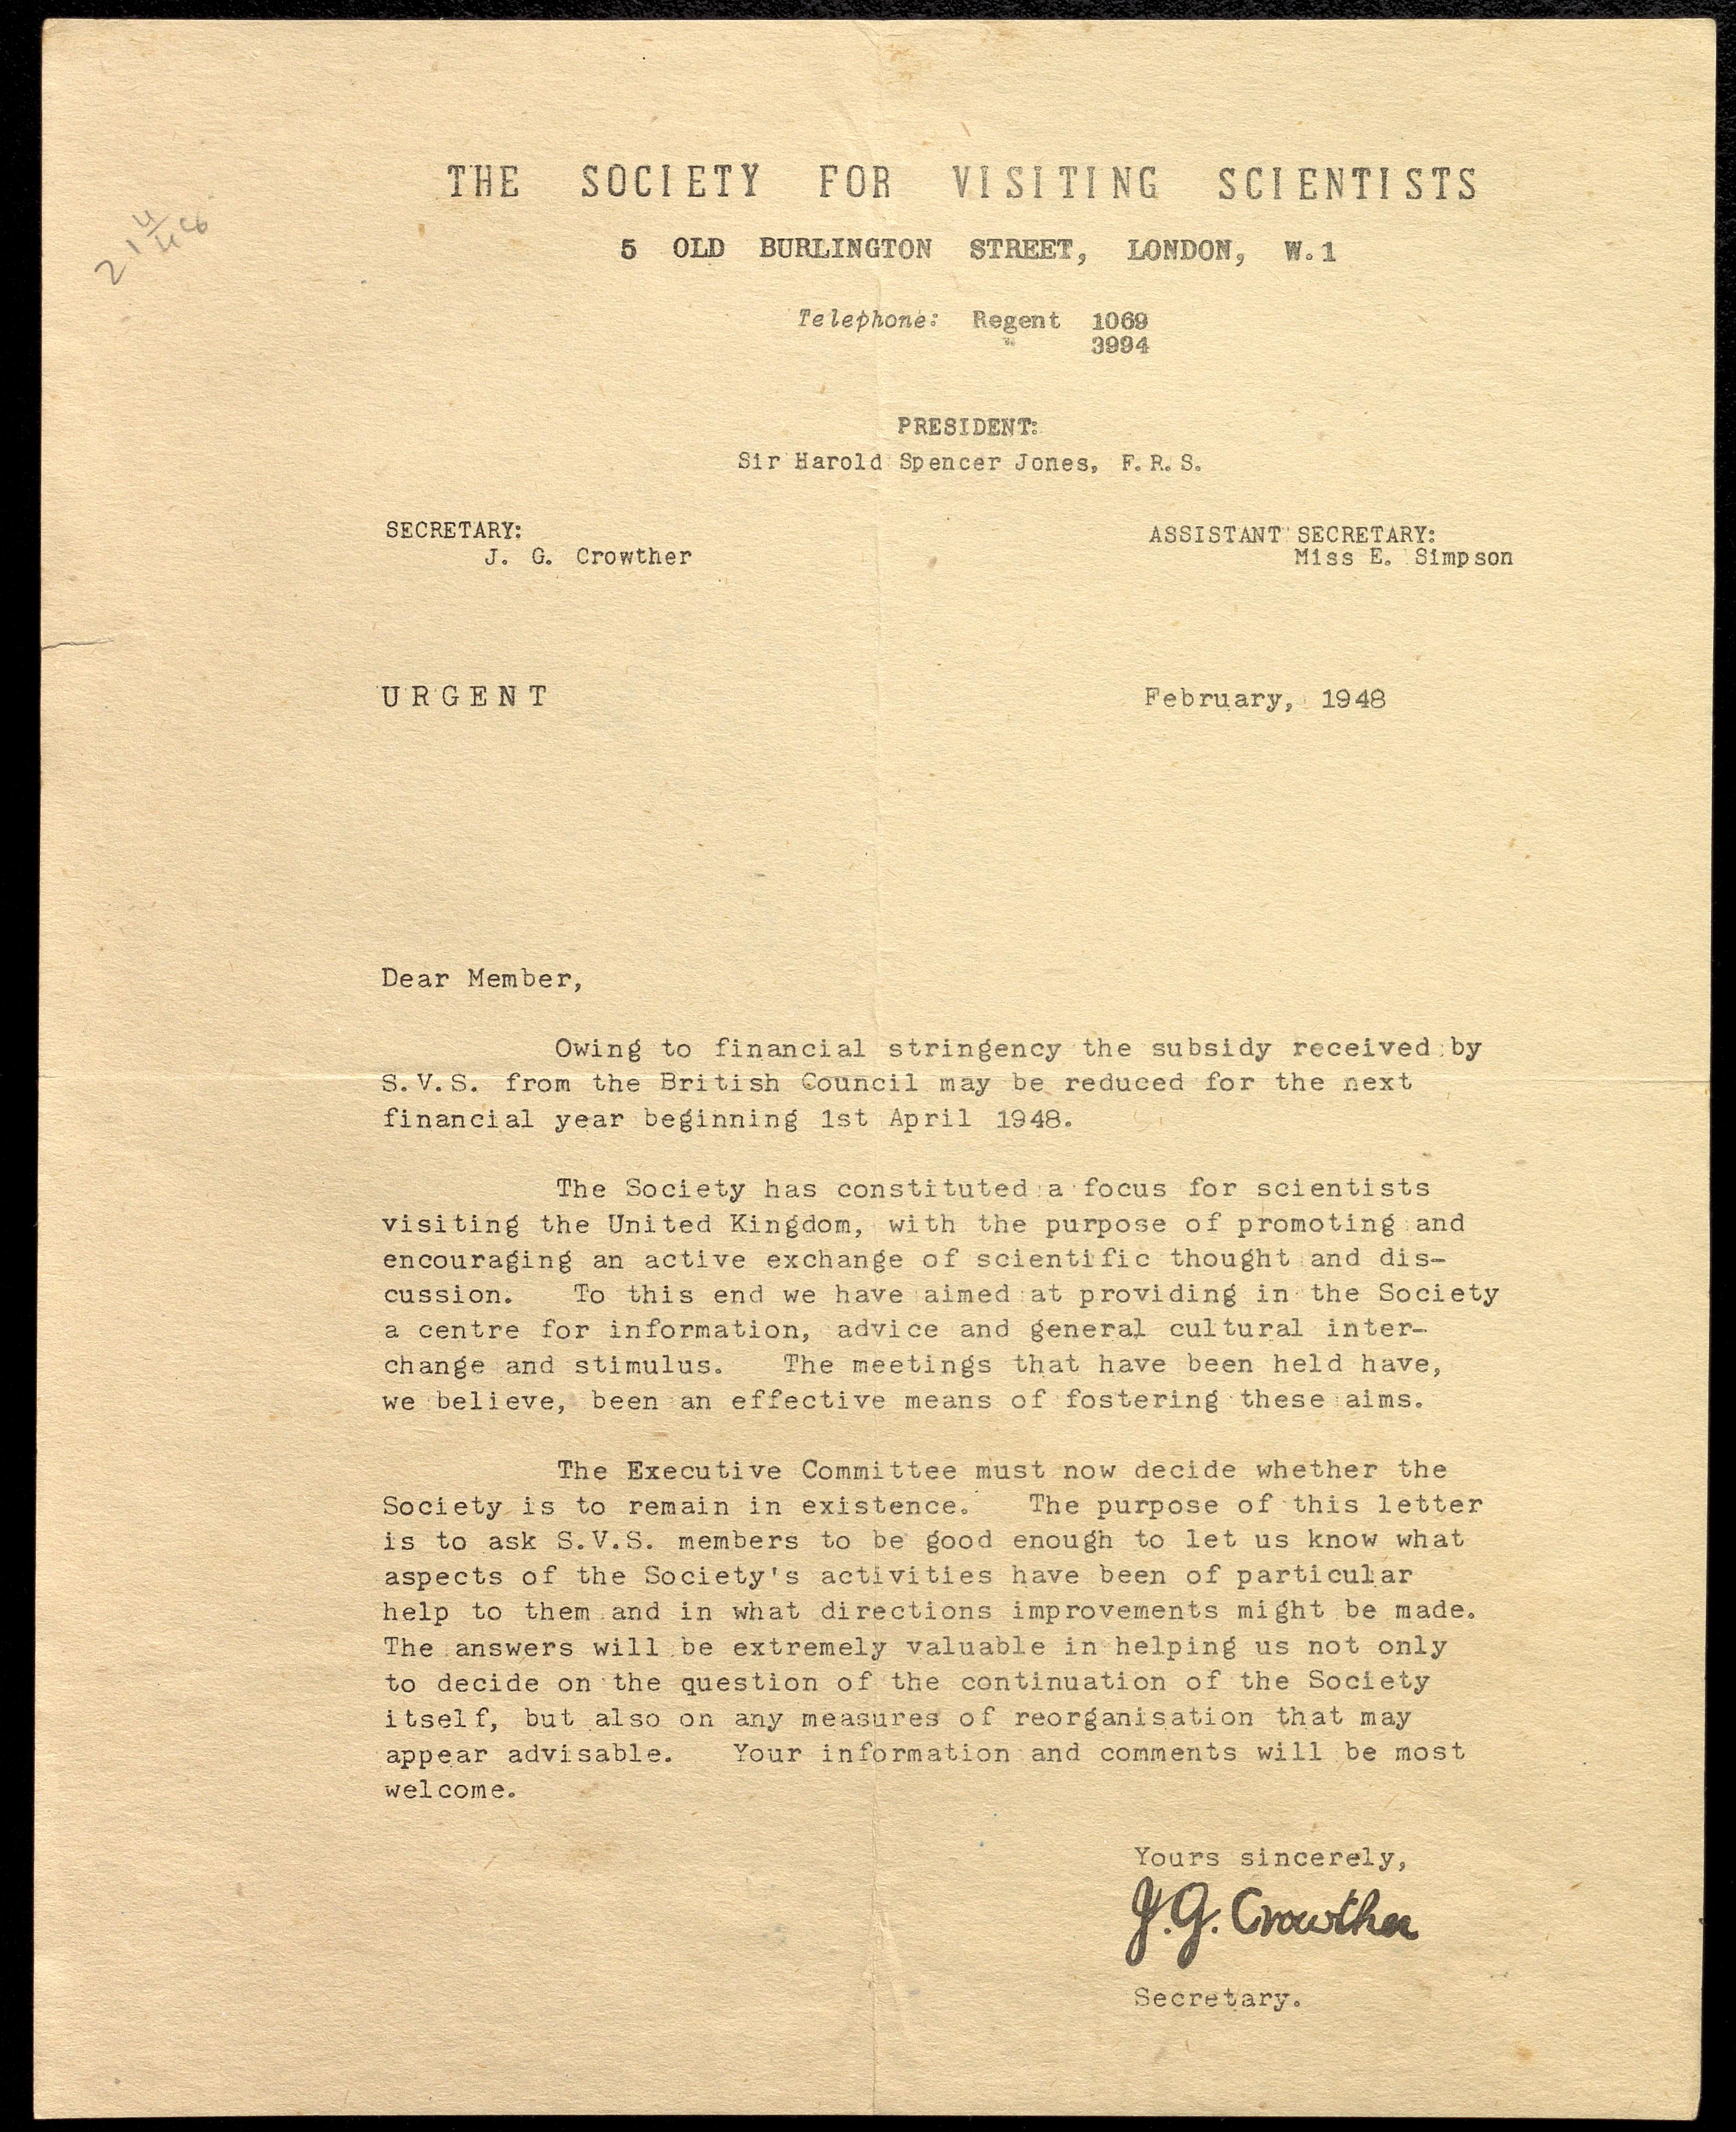 THE SOCIETY FOR VISITING SCIENTISTS
5 OLD BURLINGTON STREET, LONDON, W.1
Telephone: Regent 1069
" 3994
PRESIDENT:
Sir Harold Spencer Jones, F.R.S.
SECRETARY:
J. G. Crowther
ASSISTANT SECRETARY:
Miss E. Simpson
URGENT
February, 1948
Dear Member,
Owing to financial stringency the subsidy received by
S.V.S. from the British Council may be reduced for the next
financial year beginning 1st April 1948.
The Society has constituted a focus for scientists
visiting the United Kingdom, with the purpose of promoting and
encouraging an active exchange of scientific thought and dis-
cussion. To this end we have aimed at providing in the Society
a centre for information, advice and general cultural inter-
change and stimulus. The meetings that have been held have,
we believe, been an effective means of fostering these aims.
The Executive Committee must now decide whether the
Society is to remain in existence. The purpose of this letter
is to ask S.V.S. members to be good enough to let us know what
aspects of the Society's activities have been of particular
help to them and in what directions improvements might be made.
The answers will be extremely valuable in helping us not only
to decide on the question of the continuation of the Society
itself, but also on any measures of reorganisation that may
appear advisable. Your information and comments will be most
welcome.
Yours sincerely,
J.G. Crowther
Secretary.